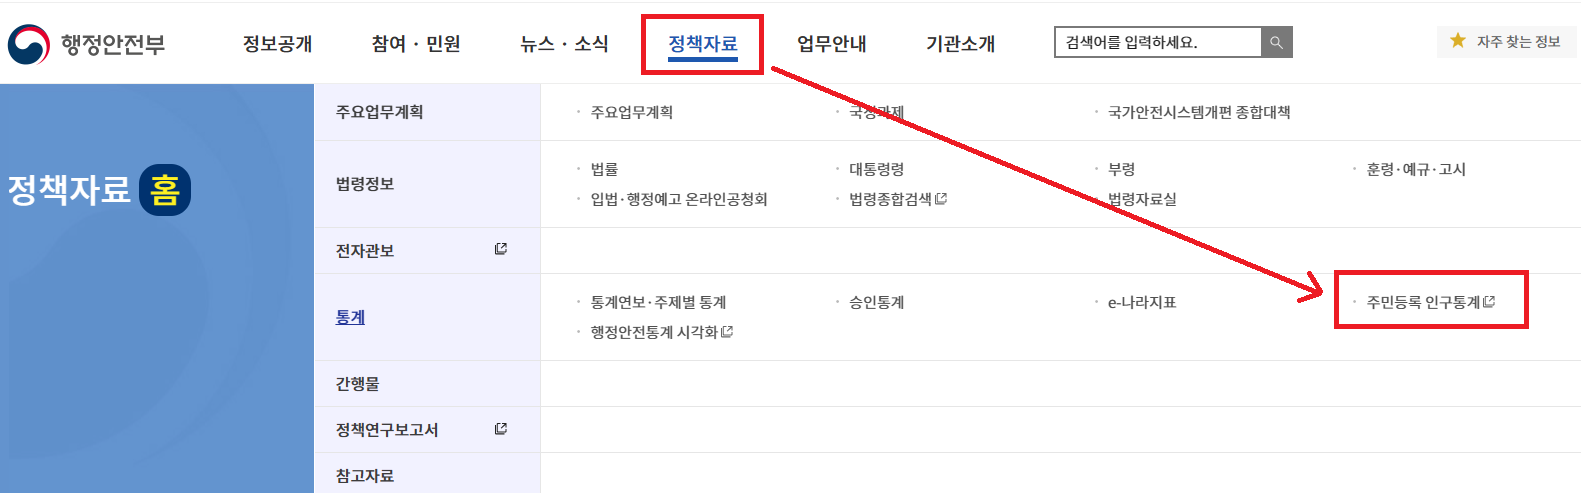 행정안전부
정보공개 참여 · 민원 뉴스 · 소식 정책자료 업무안내 기관소개
검색어를 입력하세요.
자주 찾는 정보
정책자료 홈
주요업무계획
주요업무계획 국정과제 국가안전시스템개편 종합대책
법령정보
법률 대통령령 부령 훈령·예규·고시
입법·행정예고 온라인공청회 법령종합검색 법령자료실
전자관보
통계
통계연보·주제별 통계 승인통계 e-나라지표 주민등록 인구통계
행정안전통계 시각화
간행물
정책연구보고서
참고자료